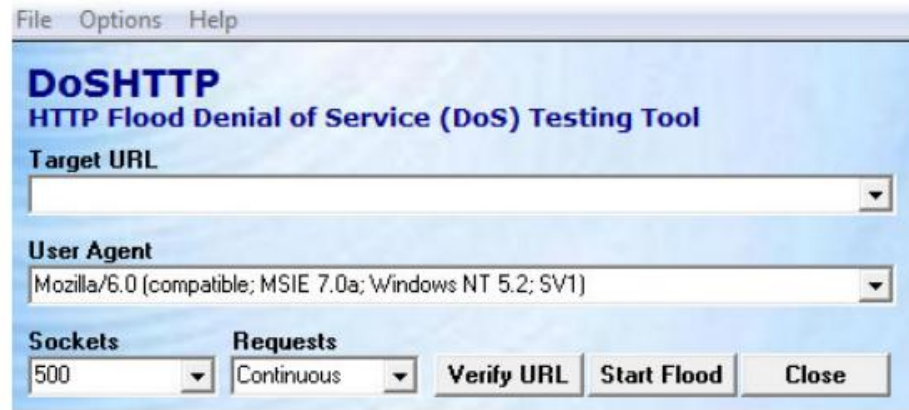 File Options Help
DoSHTTP
HTTP Flood Denial of Service (DoS) Testing Tool
Target URL
User Agent
Mozilla/6.0 (compatible; MSIE 7.0a; Windows NT 5.2; SV1)
Sockets Requests
500 Continuous Verify URL Start Flood Close